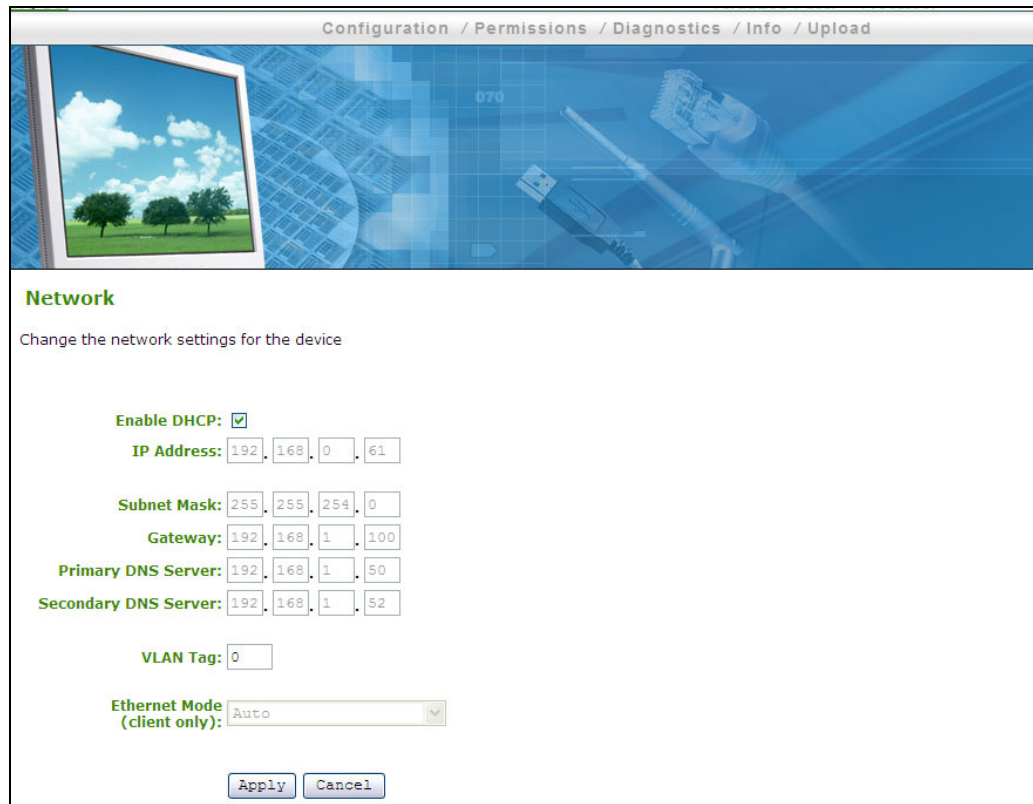 Configuration / Permissions / Diagnostics / Info / Upload
070
Network
Change the network settings for the device
Enable DHCP:
IP Address: 192. 168. 0 . 61
Subnet Mask: 255. 255. 254. 0
Gateway: 192. 168. 1 . 100
Primary DNS Server: 192. 168. 1 . 50
Secondary DNS Server: 192. 168. 1 . 52
VLAN Tag: 0
Ethernet Mode
(client only): Auto
Apply Cancel